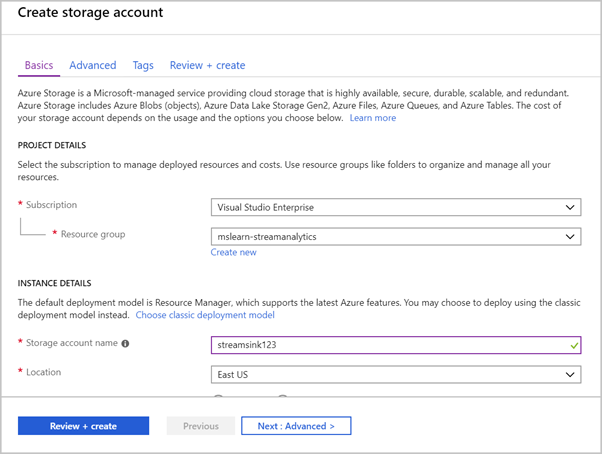 Create storage account
Basics Advanced Tags Review + create
Azure Storage is a Microsoft-managed service providing cloud storage that is highly available, secure, durable, scalable, and redundant.
Azure Storage includes Azure Blobs (objects), Azure Data Lake Storage Gen2, Azure Files, Azure Queues, and Azure Tables. The cost of
your storage account depends on the usage and the options you choose below. Learn more
PROJECT DETAILS
Select the subscription to manage deployed resources and costs. Use resource groups like folders to organize and manage all your
resources.
* Subscription Visual Studio Enterprise
* Resource group mslearn-streamanalytics
Create new
INSTANCE DETAILS
The default deployment model is Resource Manager, which supports the latest Azure features. You may choose to deploy using the classic
deployment model instead. Choose classic deployment model
* Storage account name streamsink123
* Location East US
Review + create Previous Next : Advanced >